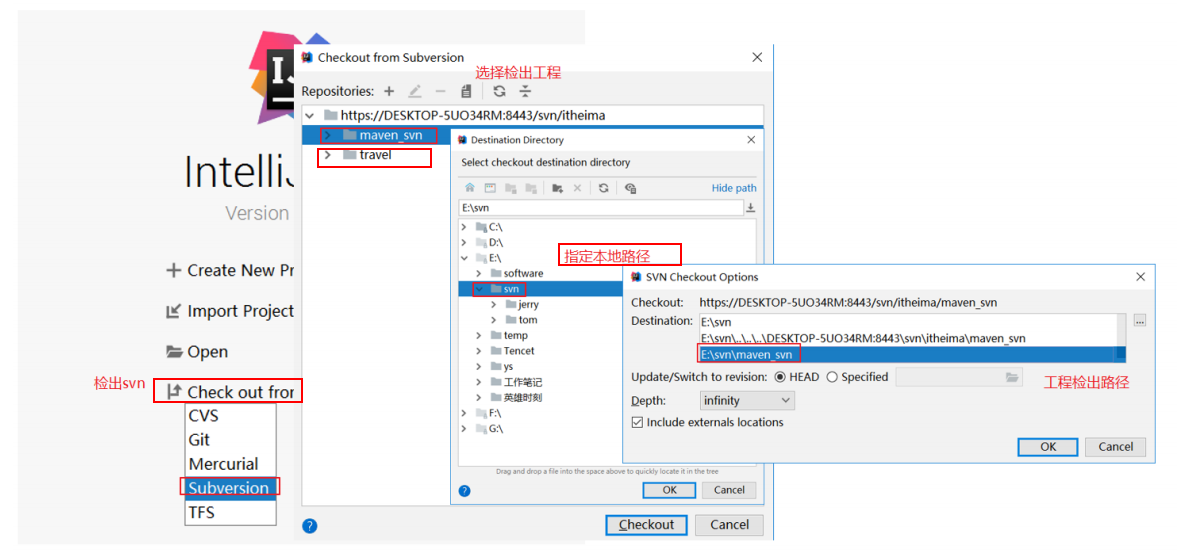 IntelliJ
Version
Create New Pr
Import Project
Open
检出svn
Check out from
CVS
Git
Mercurial
Subversion
TFS
Checkout from Subversion
选择检出工程
Repositories:
https://DESKTOP-5UO34RM:8443/svn/itheima
maven_svn
travel
Checkout
Cancel
Destination Directory
Select checkout destination directory
Hide path
E:\svn
C:\
D:\
E:\
指定本地路径
software
svn
jerry
tom
temp
Tencet
ys
工作笔记
英雄时刻
F:\
G:\
Drag and drop a file into the space above to quickly locate it in the tree
OK
Cancel
SVN Checkout Options
Checkout: https://DESKTOP-5UO34RM:8443/svn/itheima/maven_svn
Destination: E:\svn
E:\svn\..\..\..\DESKTOP-5UO34RM:8443\svn\itheima\maven_svn
E:\svn\maven_svn
Update/Switch to revision: HEAD Specified
工程检出路径
Depth: infinity
Include externals locations
OK
Cancel